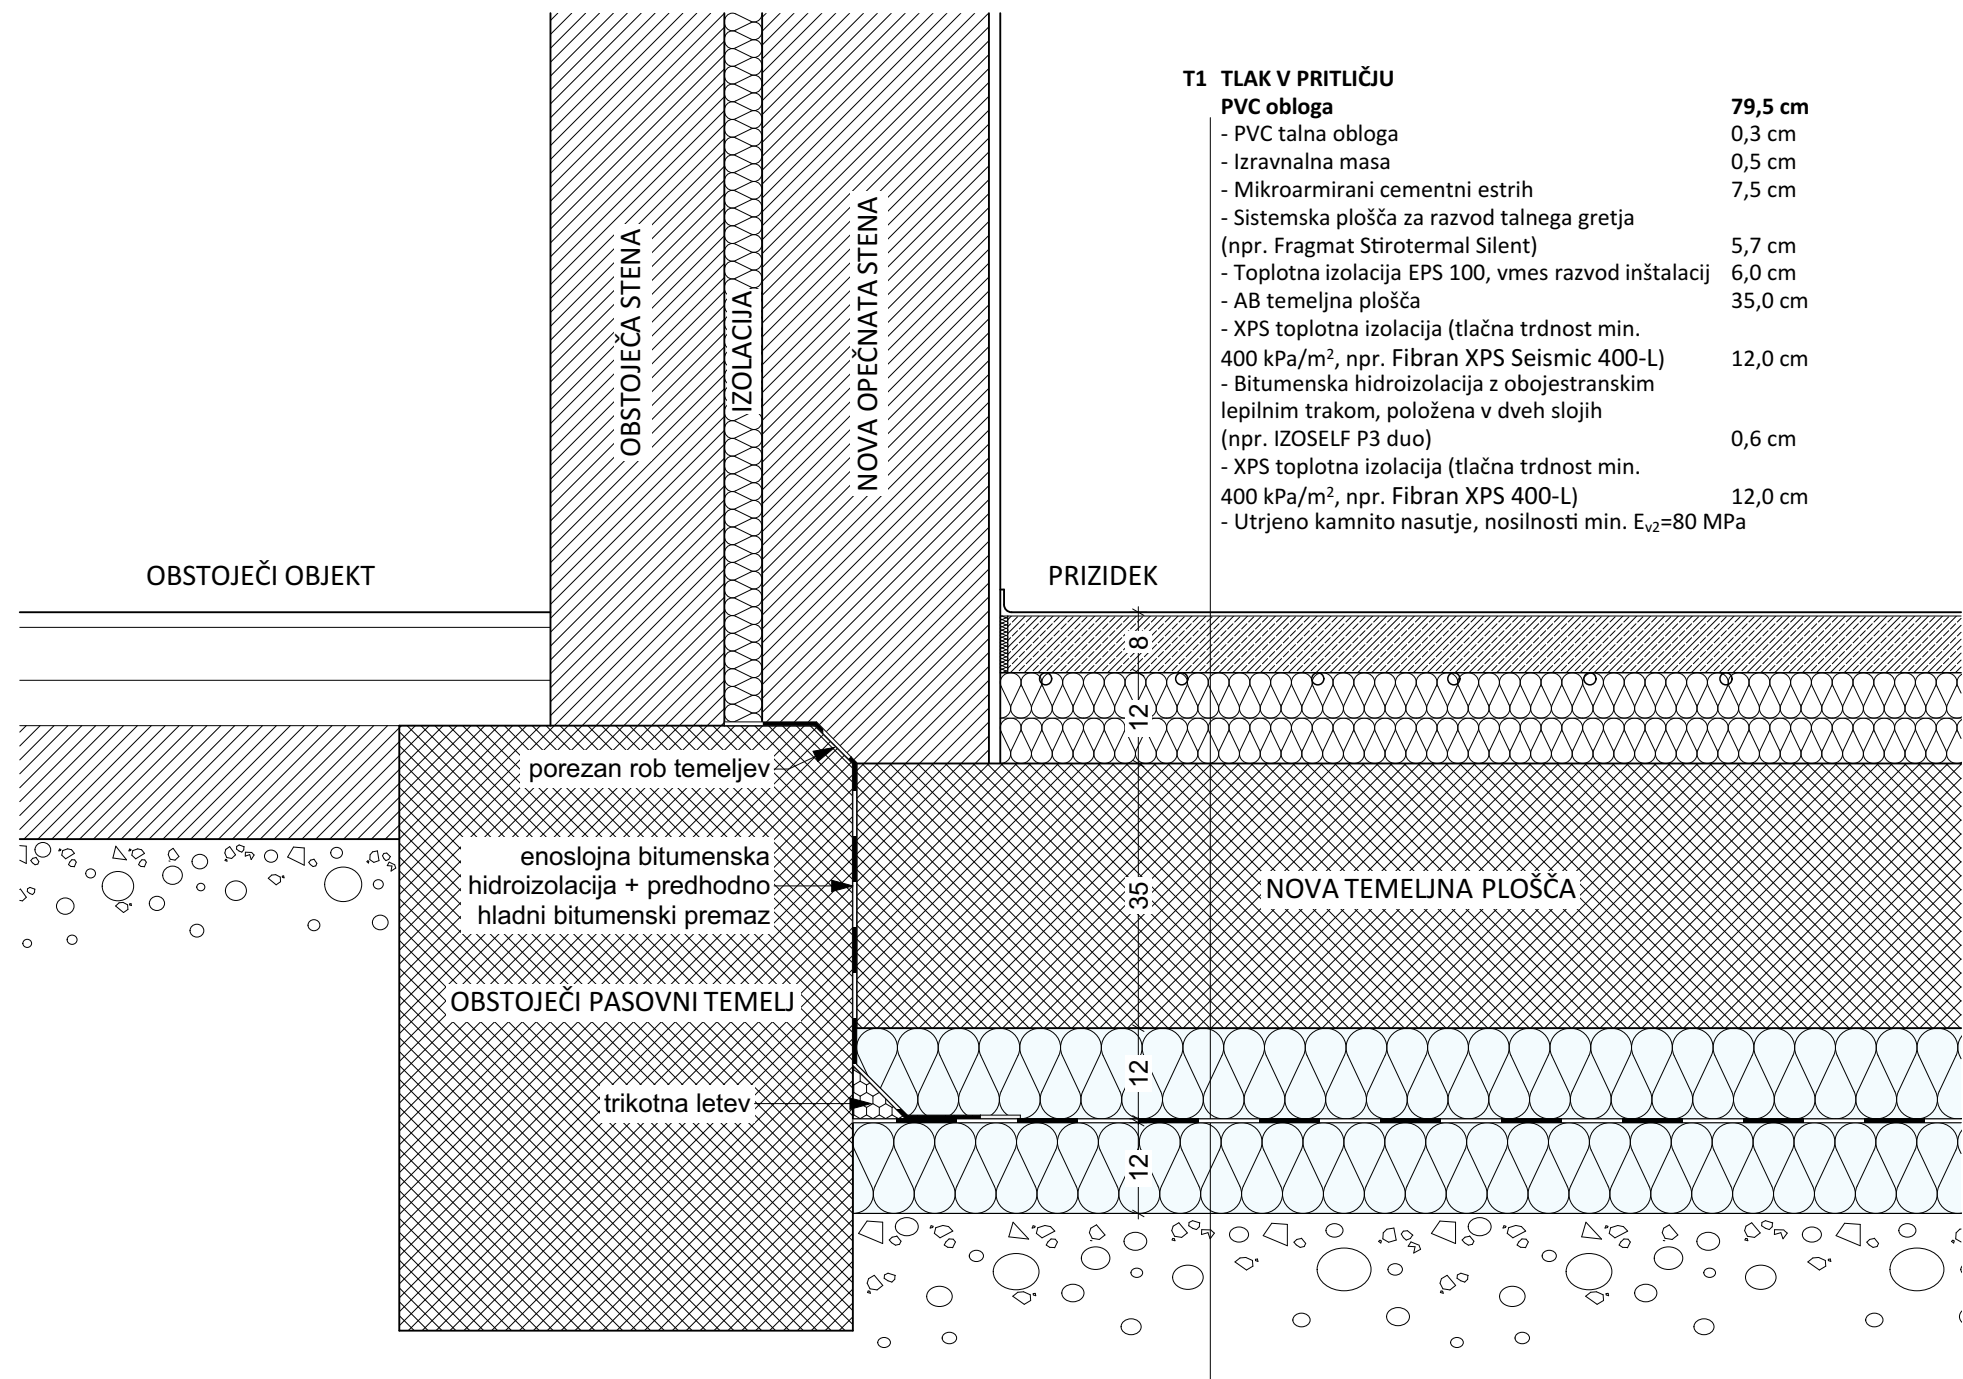 T1 TLAK V PRITLIČJU
PVC obloga 79,5 cm
- PVC talna obloga 0,3 cm
- Izravnalna masa 0,5 cm
- Mikroarmirani cementni estrih 7,5 cm
- Sistemska plošča za razvod talnega gretja
(npr. Fragmat Stirotermal Silent) 5,7 cm
- Toplotna izolacija EPS 100, vmes razvod inštalacij 6,0 cm
- AB temeljna plošča 35,0 cm
- XPS toplotna izolacija (tlačna trdnost min.
400 kPa/m², npr. Fibran XPS Seismic 400-L) 12,0 cm
- Bitumenska hidroizolacija z obojestranskim
lepilnim trakom, položena v dveh slojih
(npr. IZOSELF P3 duo) 0,6 cm
- XPS toplotna izolacija (tlačna trdnost min.
400 kPa/m², npr. Fibran XPS 400-L) 12,0 cm
- Utrjeno kamnito nasutje, nosilnosti min. Ev2=80 MPa
OBSTOJEČA STENA
IZOLACIJA
NOVA OPEČNATA STENA
OBSTOJEČI OBJEKT
PRIZIDEK
8
12
porezan rob temeljev
enoslojna bitumenska
hidroizolacija + predhodno
hladni bitumenski premaz
35
NOVA TEMELJNA PLOŠČA
OBSTOJEČI PASOVNI TEMELJ
12
trikotna letev
12